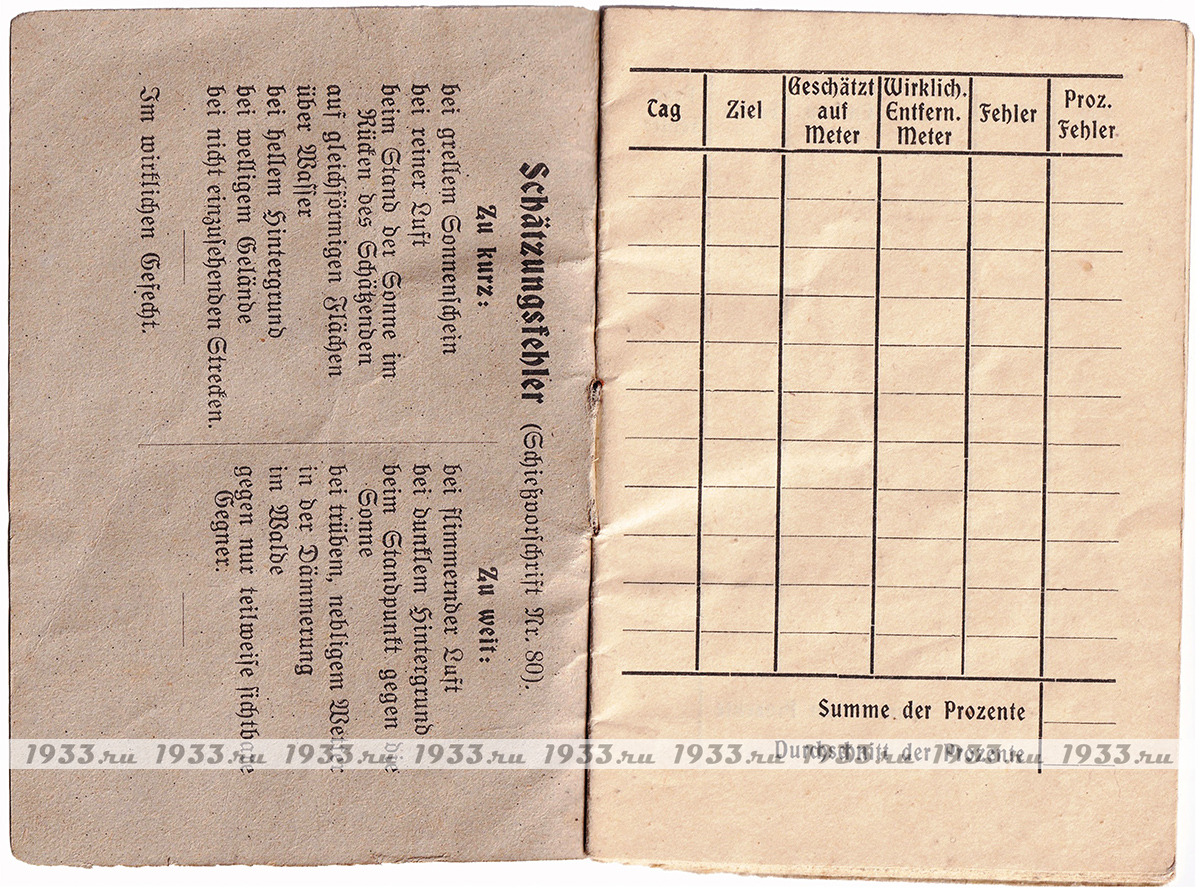 Schätzungsfehler (Schießvorschrift Nr. 80).
Zu kurz:
bei grellem Sonnenschein
bei reiner Luft
beim Stand der Sonne im
Rücken des Schätzenden
auf gleichförmigen Flächen
über Wasser
bei hellem Hintergrund
bei welligem Gelände
bei nicht einzusehenden Strecken.
Zu weit:
bei flimmernder Luft
bei dunklem Hintergrund
beim Standpunkt gegen die
Sonne
bei trüben, nebligem Wetter
in der Dämmerung
im Walde
gegen nur teilweise sichtbare
Gegner.
Im wirklichen Gefecht.
Tag
Ziel
Geschätzt
auf
Meter
Wirklich.
Entfern.
Meter
Fehler
Proz.
Fehler
Summe der Prozente
Durchschnitt der Prozente
1933.ru 1933.ru 1933.ru 1933.ru 1933.ru 1933.ru 1933.ru 1933.ru 1933.ru